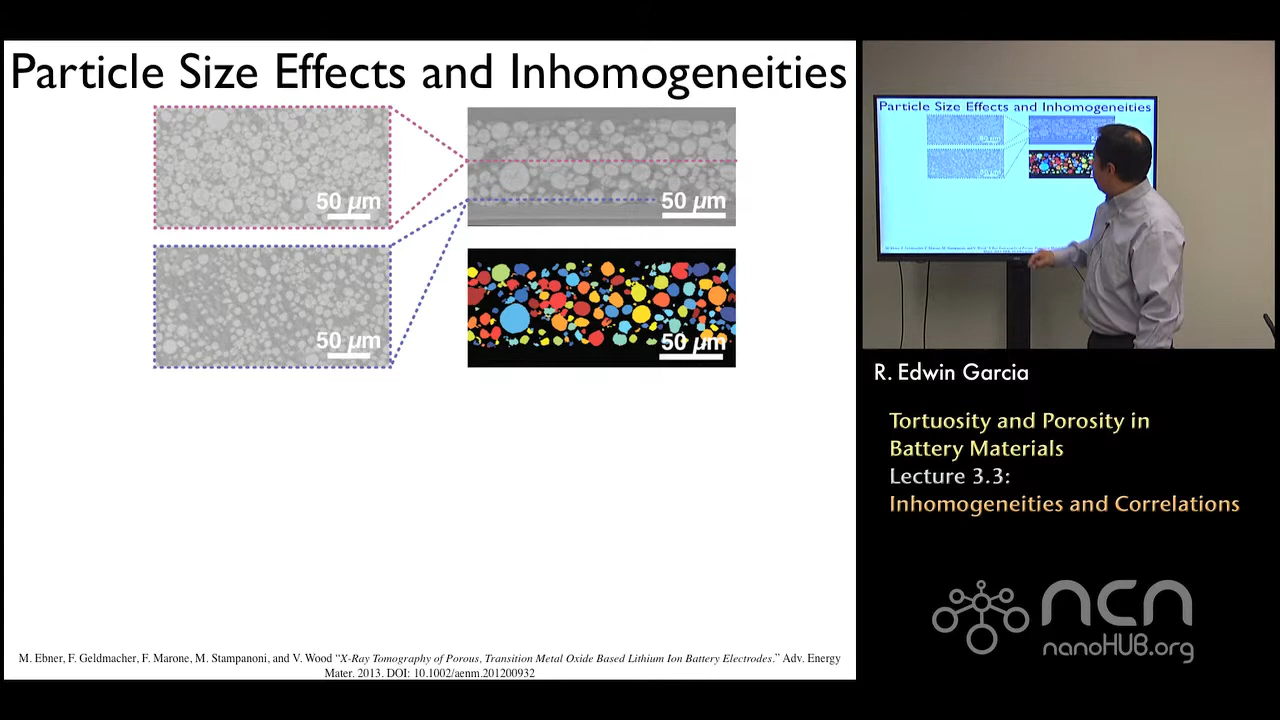 Particle Size Effects and Inhomogeneities
50 µm
50 µm
50 µm
50 µm
M. Ebner, F. Geldmacher, F. Marone, M. Stampanoni, and V. Wood “X-Ray Tomography of Porous, Transition Metal Oxide Based Lithium Ion Battery Electrodes.” Adv. Energy
Mater. 2013. DOI: 10.1002/aenm.201200932
Particle Size Effects and Inhomogeneities
R. Edwin Garcia
Tortuosity and Porosity in
Battery Materials
Lecture 3.3:
Inhomogeneities and Correlations
ncn
nanoHUB.org